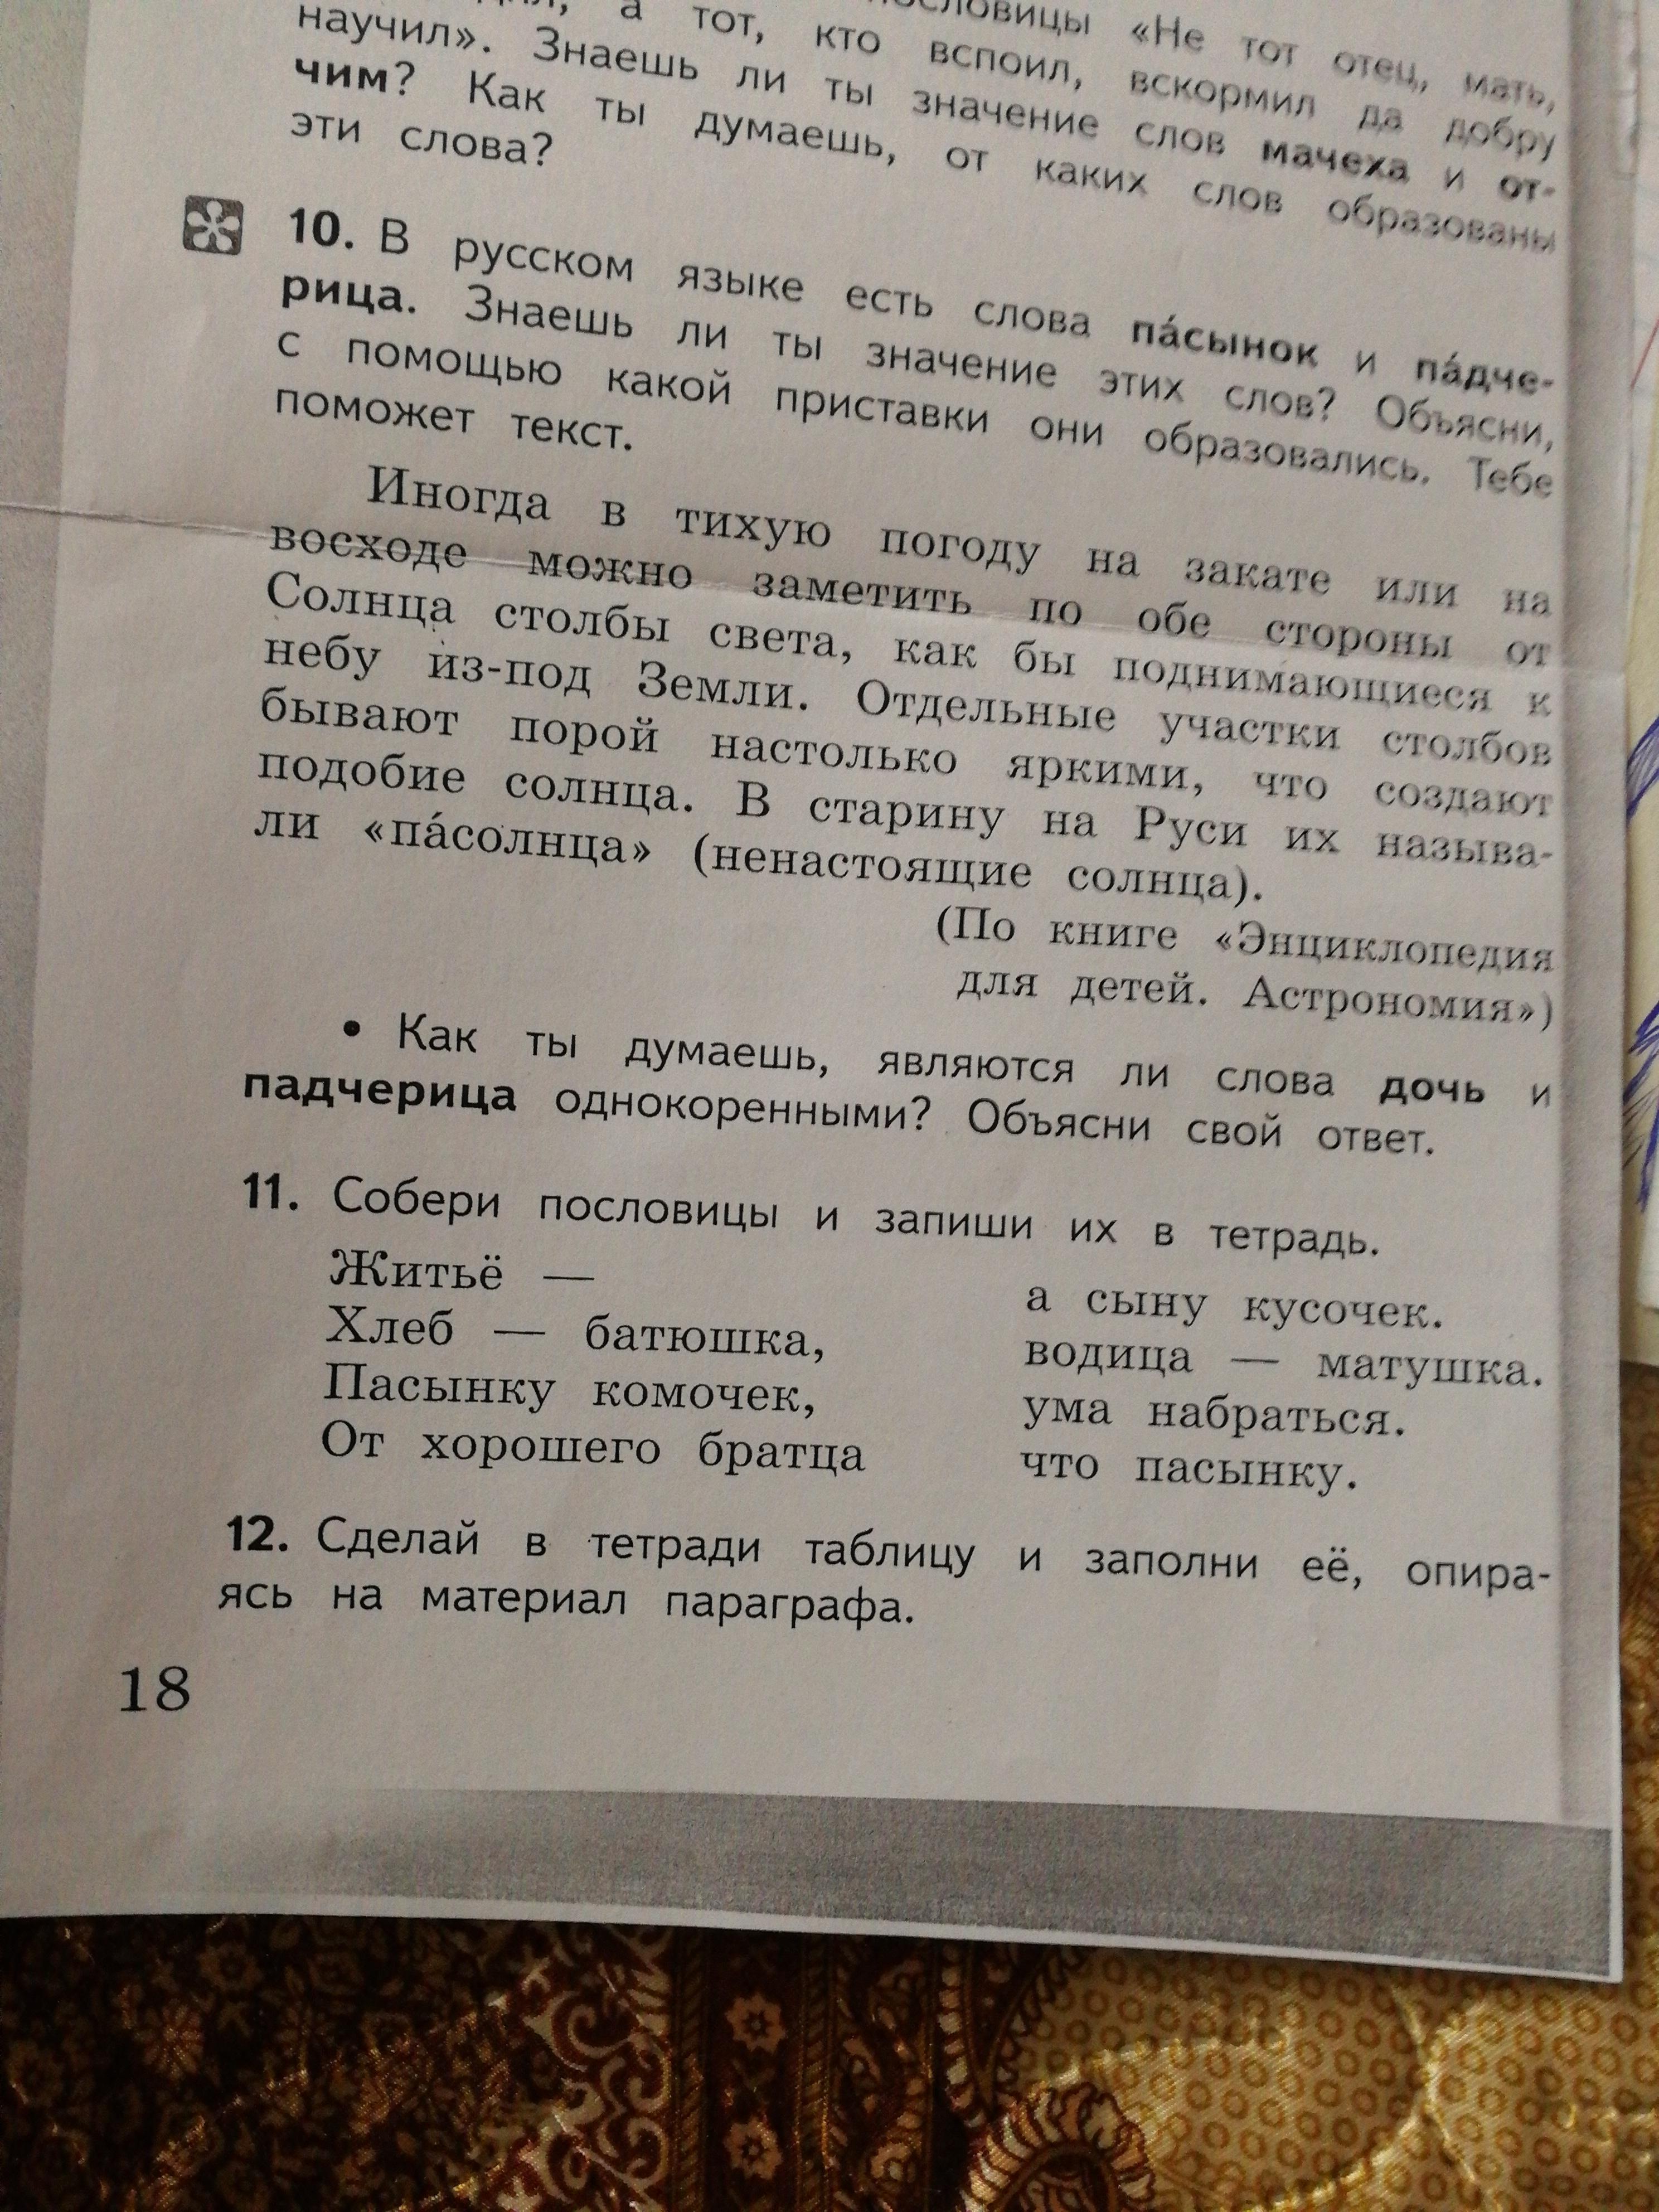 пословицы «Не тот отец, мать,
а тот, кто вспоил, вскормил да добру
научил». Знаешь ли ты значение слов мачеха и от-
чим? Как ты думаешь, от каких слов образованы
эти слова?
10. В русском языке есть слова па́сынок и па́дче-
рица. Знаешь ли ты значение этих слов? Объясни,
с помощью какой приставки они образовались. Тебе
поможет текст.
Иногда в тихую погоду на закате или на
восходе можно заметить по обе стороны от
Солнца столбы света, как бы поднимающиеся к
небу из-под Земли. Отдельные участки столбов
бывают порой настолько яркими, что создают
подобие солнца. В старину на Руси их называ-
ли «па́солнца» (ненастоящие солнца).
(По книге «Энциклопедия
для детей. Астрономия»)
• Как ты думаешь, являются ли слова дочь и
падчерица однокоренными? Объясни свой ответ.
11. Собери пословицы и запиши их в тетрадь.
Житьё — а сыну кусочек.
Хлеб — батюшка, водица — матушка.
Пасынку комочек, ума набраться.
От хорошего братца что пасынку.
12. Сделай в тетради таблицу и заполни её, опира-
ясь на материал параграфа.
18